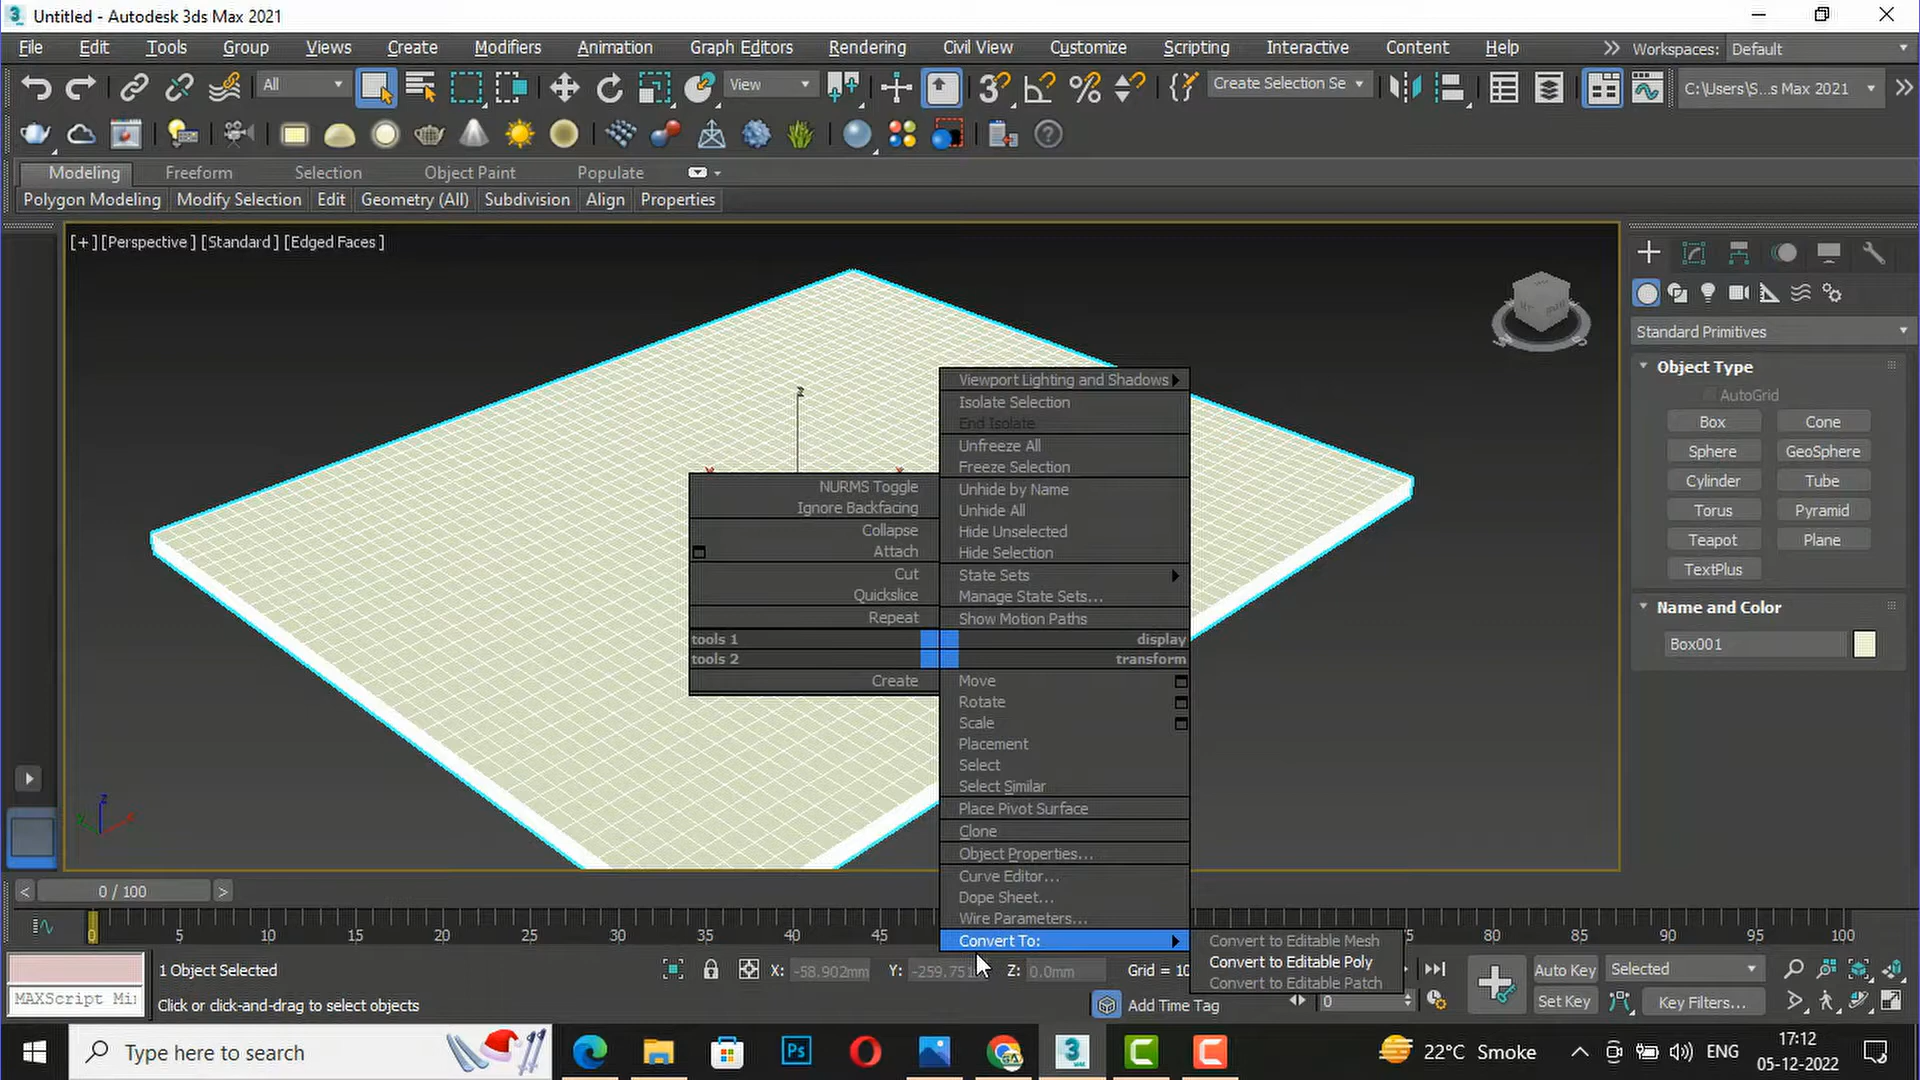 Untitled - Autodesk 3ds Max 2021
File Edit Tools Group Views Create Modifiers Animation Graph Editors Rendering Civil View Customize Scripting Interactive Content Help Workspaces: Default
All View Create Selection Se C:\Users\S...s Max 2021
Modeling Freeform Selection Object Paint Populate
Polygon Modeling Modify Selection Edit Geometry (All) Subdivision Align Properties
[+] [Perspective ] [Standard ] [Edged Faces ]
Standard Primitives
Object Type
AutoGrid
Box Cone
Sphere GeoSphere
Cylinder Tube
Torus Pyramid
Teapot Plane
TextPlus
Name and Color
Box001
Viewport Lighting and Shadows
Isolate Selection
End Isolate
Unfreeze All
Freeze Selection
Unhide by Name
Unhide All
Hide Unselected
Hide Selection
State Sets
Manage State Sets...
Show Motion Paths
display
transform
Move
Rotate
Scale
Placement
Select
Select Similar
Place Pivot Surface
Clone
Object Properties...
Curve Editor...
Dope Sheet...
Wire Parameters...
Convert To:
Convert to Editable Mesh
Convert to Editable Poly
Convert to Editable Patch
NURMS Toggle
Ignore Backfacing
Collapse
Attach
Cut
Quickslice
Repeat
tools 1
tools 2
Create
z
z
0 / 100
0 5 10 15 20 25 30 35 40 45 80 85 90 95 100
1 Object Selected X: -58.902mm Y: -259.751 Z: 0.0mm Grid = 10
Auto Key Selected
MAXScript Mi Click or click-and-drag to select objects Add Time Tag 0 Set Key Key Filters...
Type here to search Ps 3 22°C Smoke ENG 17:12
05-12-2022